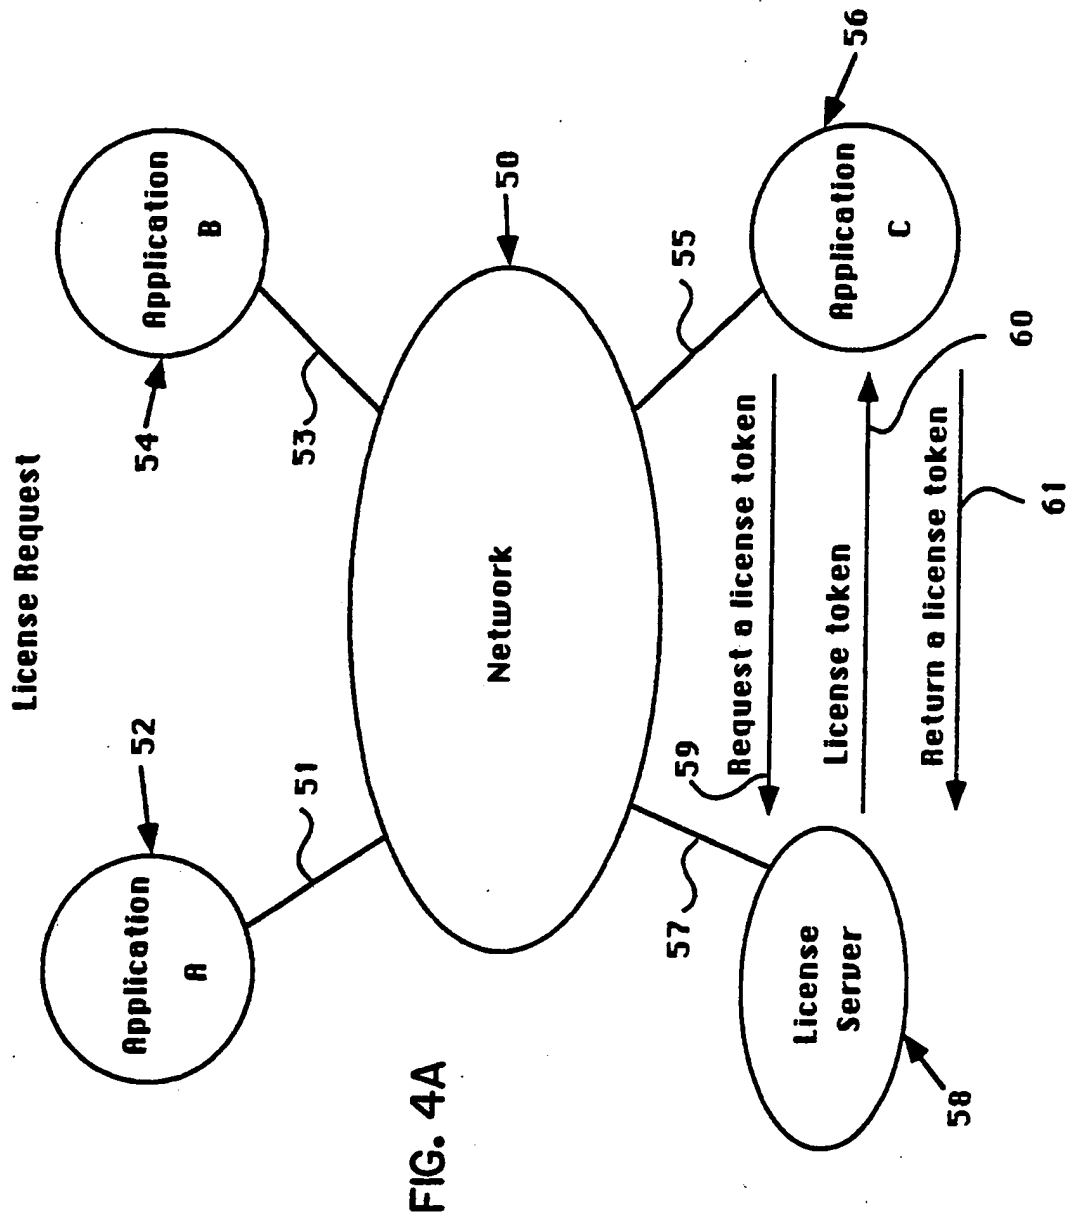 License Request
52
54
Application
A
Application
B
51
53
50
Network
57
55
59
Request a license token
License
Server
58
License token
Application
C
56
Return a license token
60
61
FIG. 4A